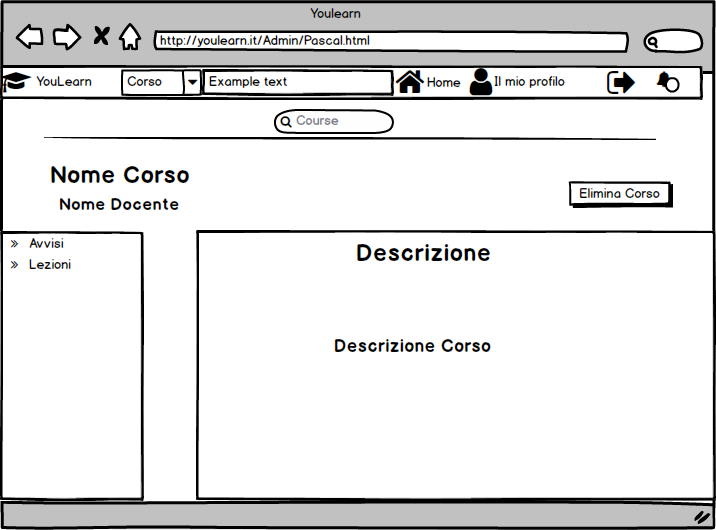 Youlearn
http://youlearn.it/Admin/Pascal.html
YouLearn Corso Example text Home Il mio profilo
Course
Nome Corso
Nome Docente
Elimina Corso
Avvisi
Lezioni
Descrizione
Descrizione Corso